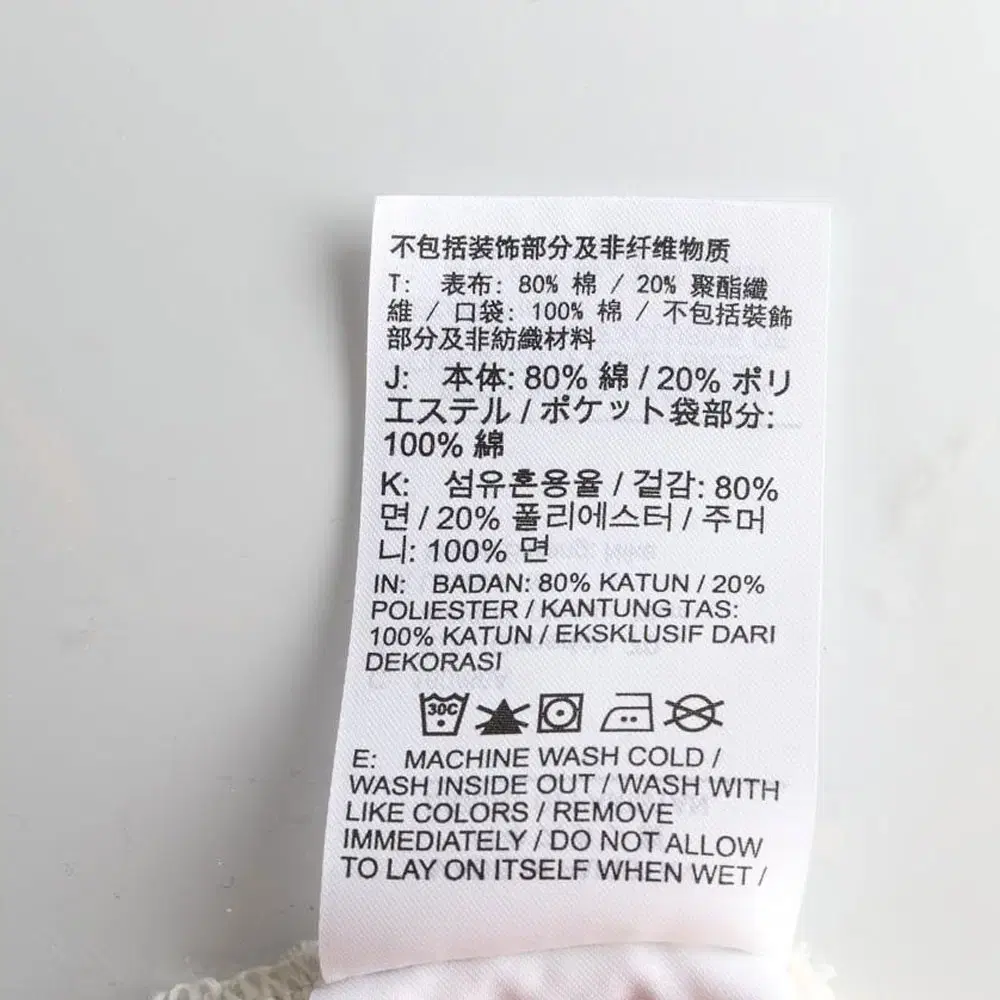 不包括装饰部分及非纤维物质
T: 表布: 80% 棉 / 20% 聚酯纖
維 / 口袋: 100% 棉 / 不包括裝飾
部分及非紡織材料
J: 本体: 80% 綿 / 20% ポリ
エステル / ポケット袋部分:
100% 綿
K: 섬유혼용율 / 겉감: 80%
면 / 20% 폴리에스터 / 주머
니: 100% 면
IN: BADAN: 80% KATUN / 20%
POLIESTER / KANTUNG TAS:
100% KATUN / EKSKLUSIF DARI
DEKORASI
30C
E: MACHINE WASH COLD /
WASH INSIDE OUT / WASH WITH
LIKE COLORS / REMOVE
IMMEDIATELY / DO NOT ALLOW
TO LAY ON ITSELF WHEN WET /